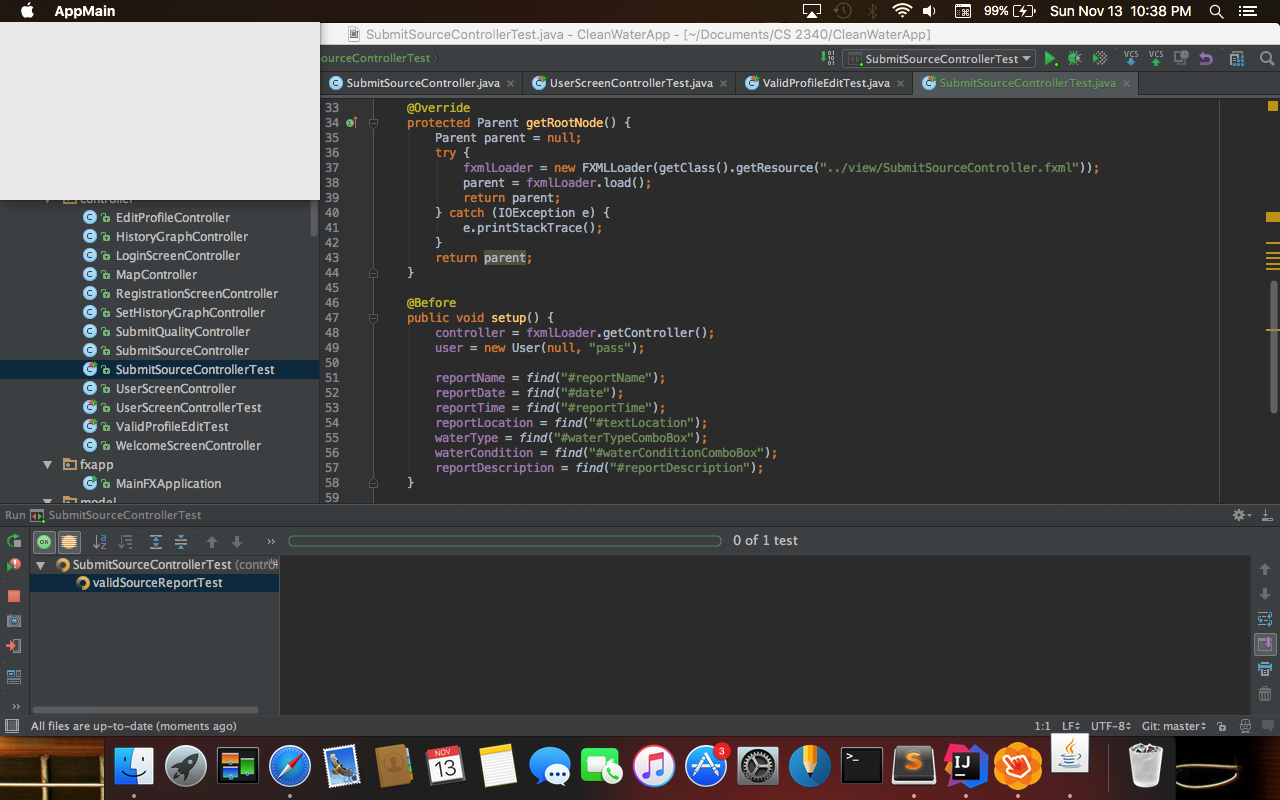 AppMain
99%
Sun Nov 13 10:38 PM
SubmitSourceControllerTest.java - CleanWaterApp - [~/Documents/CS 2340/CleanWaterApp]
ourceControllerTest
SubmitSourceControllerTest
VCS
VCS
SubmitSourceController.java
UserScreenControllerTest.java
ValidProfileEditTest.java
SubmitSourceControllerTest.java
33 @Override
34 protected Parent getRootNode() {
35 Parent parent = null;
36 try {
37 fxmlLoader = new FXMLLoader(getClass().getResource("../view/SubmitSourceController.fxml"));
38 parent = fxmlLoader.load();
39 return parent;
40 } catch (IOException e) {
41 e.printStackTrace();
42 }
43 return parent;
44 }
45
46 @Before
47 public void setup() {
48 controller = fxmlLoader.getController();
49 user = new User(null, "pass");
50
51 reportName = find("#reportName");
52 reportDate = find("#date");
53 reportTime = find("#reportTime");
54 reportLocation = find("#textLocation");
55 waterType = find("#waterTypeComboBox");
56 waterCondition = find("#waterConditionComboBox");
57 reportDescription = find("#reportDescription");
58 }
59
controller
EditProfileController
HistoryGraphController
LoginScreenController
MapController
RegistrationScreenController
SetHistoryGraphController
SubmitQualityController
SubmitSourceController
SubmitSourceControllerTest
UserScreenController
UserScreenControllerTest
ValidProfileEditTest
WelcomeScreenController
fxapp
MainFXApplication
model
Run SubmitSourceControllerTest
OK
0 of 1 test
SubmitSourceControllerTest (contro
validSourceReportTest
All files are up-to-date (moments ago)
1:1 LF UTF-8 Git: master
NOV
13
3
>_
S
IJ